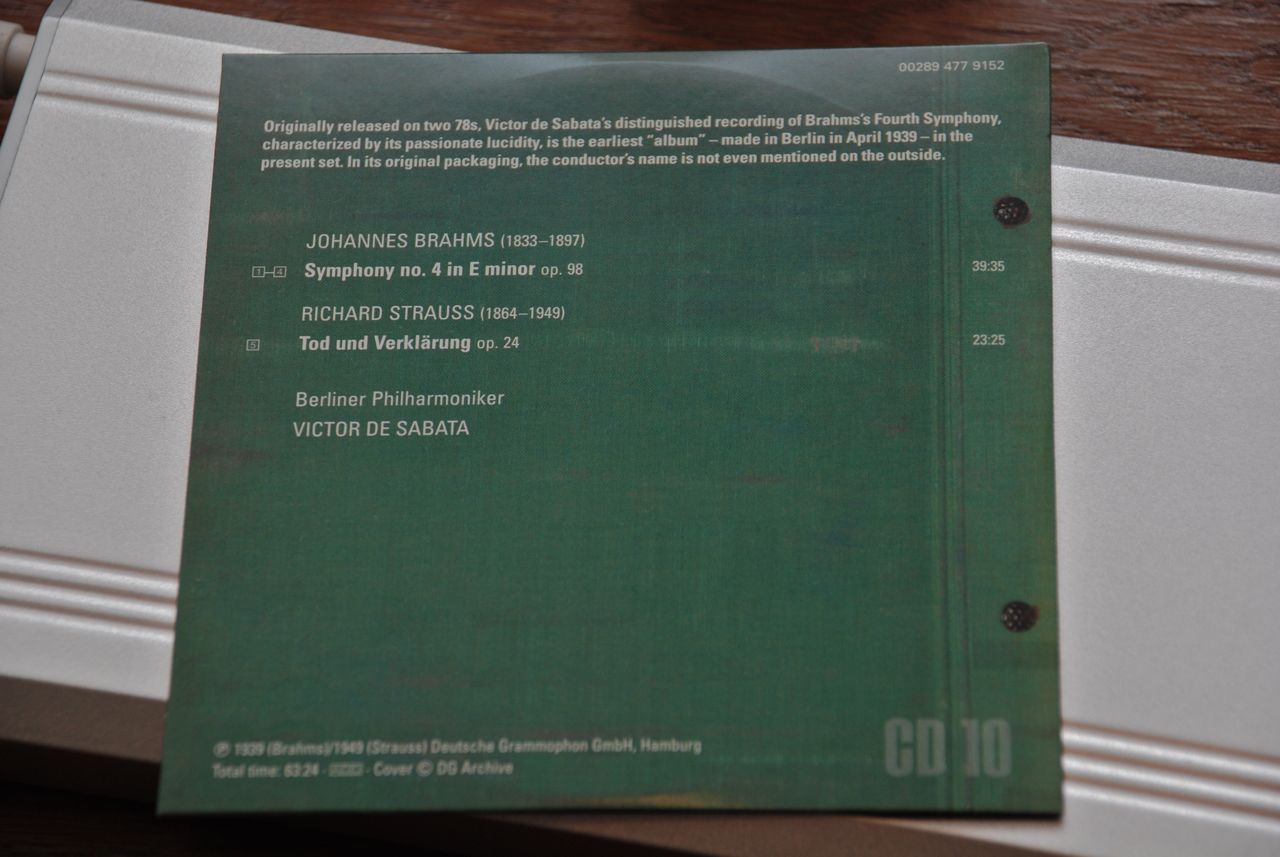 00289 477 9152
Originally released on two 78s, Victor de Sabata's distinguished recording of Brahms's Fourth Symphony,
characterized by its passionate lucidity, is the earliest "album" – made in Berlin in April 1939 – in the
present set. In its original packaging, the conductor's name is not even mentioned on the outside.
JOHANNES BRAHMS (1833–1897)
1–4 Symphony no. 4 in E minor op. 98 39:35
RICHARD STRAUSS (1864–1949)
5 Tod und Verklärung op. 24 23:25
Berliner Philharmoniker
VICTOR DE SABATA
℗ 1939 (Brahms)/1949 (Strauss) Deutsche Grammophon GmbH, Hamburg
Total time: 63:24 · · Cover © DG Archive
CD 10